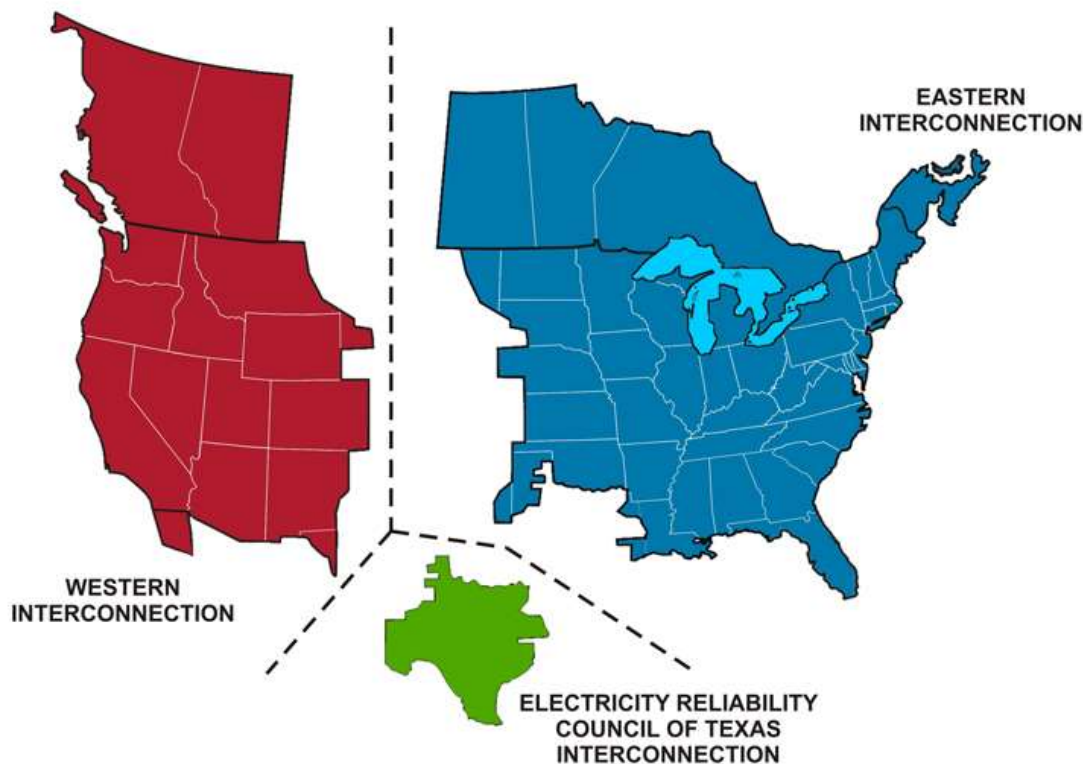 EASTERN
INTERCONNECTION
WESTERN
INTERCONNECTION
ELECTRICITY RELIABILITY
COUNCIL OF TEXAS
INTERCONNECTION